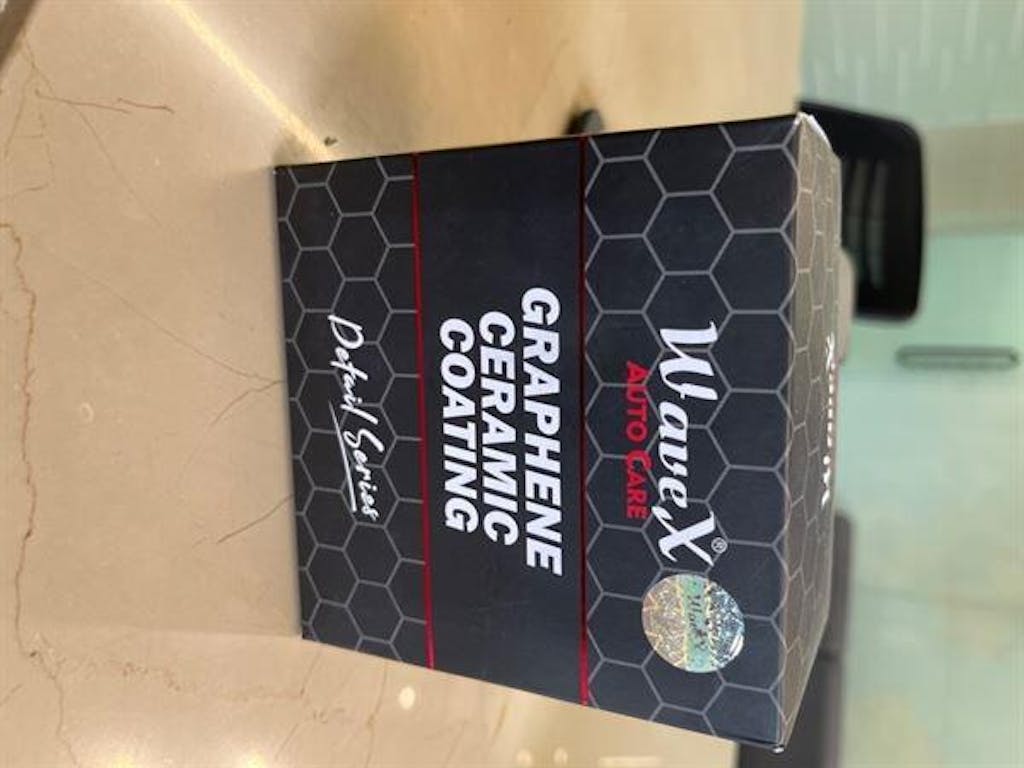 WaveX®
AUTO CARE
GRAPHENE
CERAMIC
COATING
Detail Series